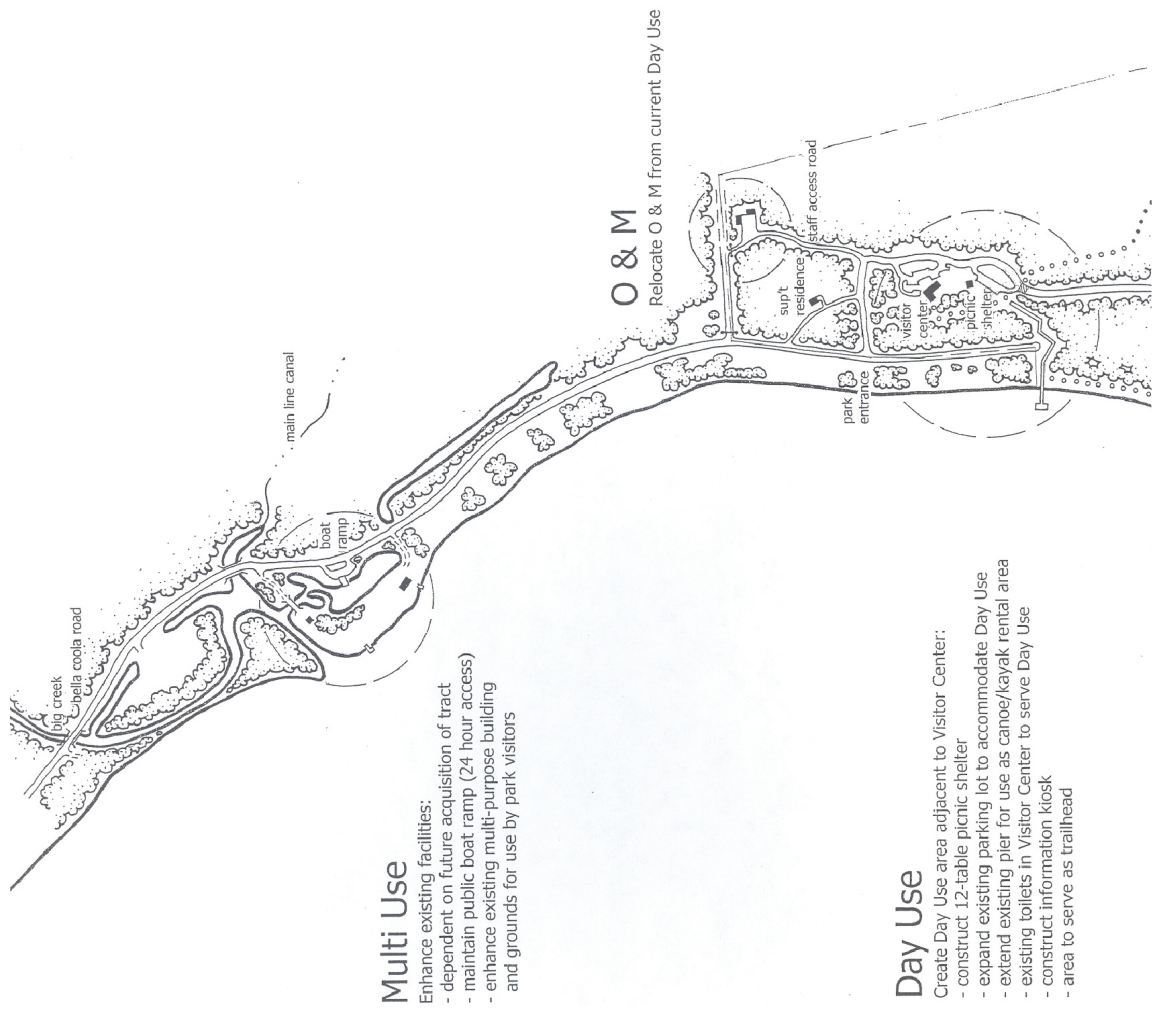 Multi Use
Enhance existing facilities:
- dependent on future acquisition of tract
- maintain public boat ramp (24 hour access)
- enhance existing multi-purpose building
and grounds for use by park visitors
big creek
bella coola road
boat
ramp
main line canal
O & M
Relocate O & M from current Day Use
staff access road
sup't
residence
visitor
center
picnic
shelter
park
entrance
Day Use
Create Day Use area adjacent to Visitor Center:
- construct 12-table picnic shelter
- expand existing parking lot to accommodate Day Use
- extend existing pier for use as canoe/kayak rental area
- existing toilets in Visitor Center to serve Day Use
- construct information kiosk
- area to serve as trailhead